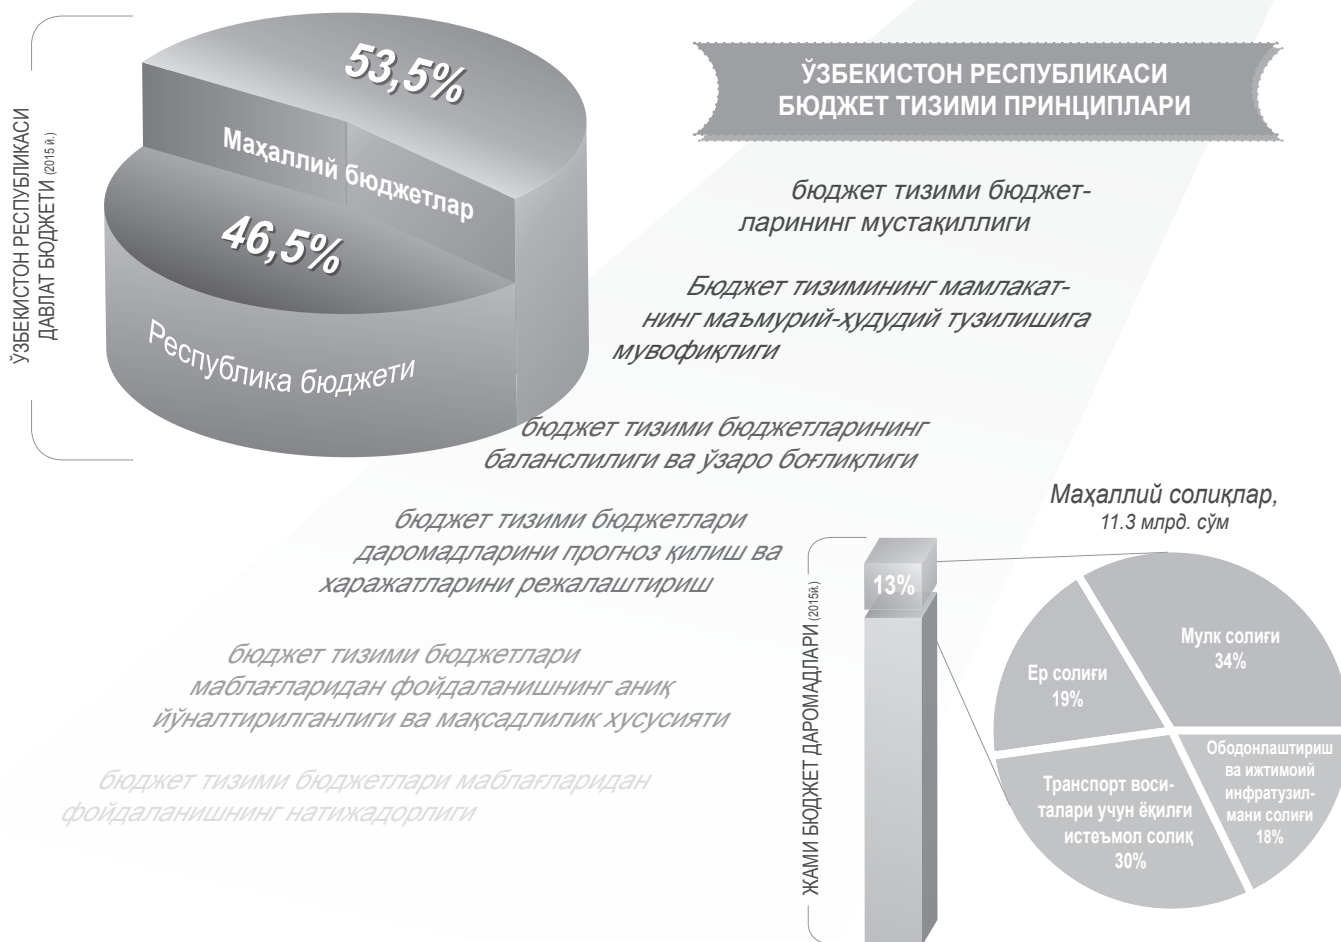 ЎЗБЕКИСТОН РЕСПУБЛИКАСИ
ДАВЛАТ БЮДЖЕТИ (2015 й.)
53,5%
Маҳаллий бюджетлар
46,5%
Республика бюджети
ЎЗБЕКИСТОН РЕСПУБЛИКАСИ
БЮДЖЕТ ТИЗИМИ ПРИНЦИПЛАРИ
бюджет тизими бюджет-
ларининг мустақиллиги
Бюджет тизимининг мамлакат-
нинг маъмурий-ҳудудий тузилишига
мувофиқлиги
бюджет тизими бюджетларининг
баланслилиги ва ўзаро боғлиқлиги
бюджет тизими бюджетлари
даромадларини прогноз қилиш ва
харажатларини режалаштириш
бюджет тизими бюджетлари
маблағларидан фойдаланишнинг аниқ
йўналтирилганлиги ва мақсадлилик хусусияти
бюджет тизими бюджетлари маблағларидан
фойдаланишнинг натижадорлиги
ЖАМИ БЮДЖЕТ ДАРОМАДЛАРИ (2015й.)
13%
Маҳаллий солиқлар,
11.3 млрд. сўм
Мулк солиғи
34%
Ер солиғи
19%
Ободонлаштириш
ва ижтимоий
инфратузил-
мани солиғи
18%
Транспорт воси-
талари учун ёқилғи
истеъмол солиқ
30%